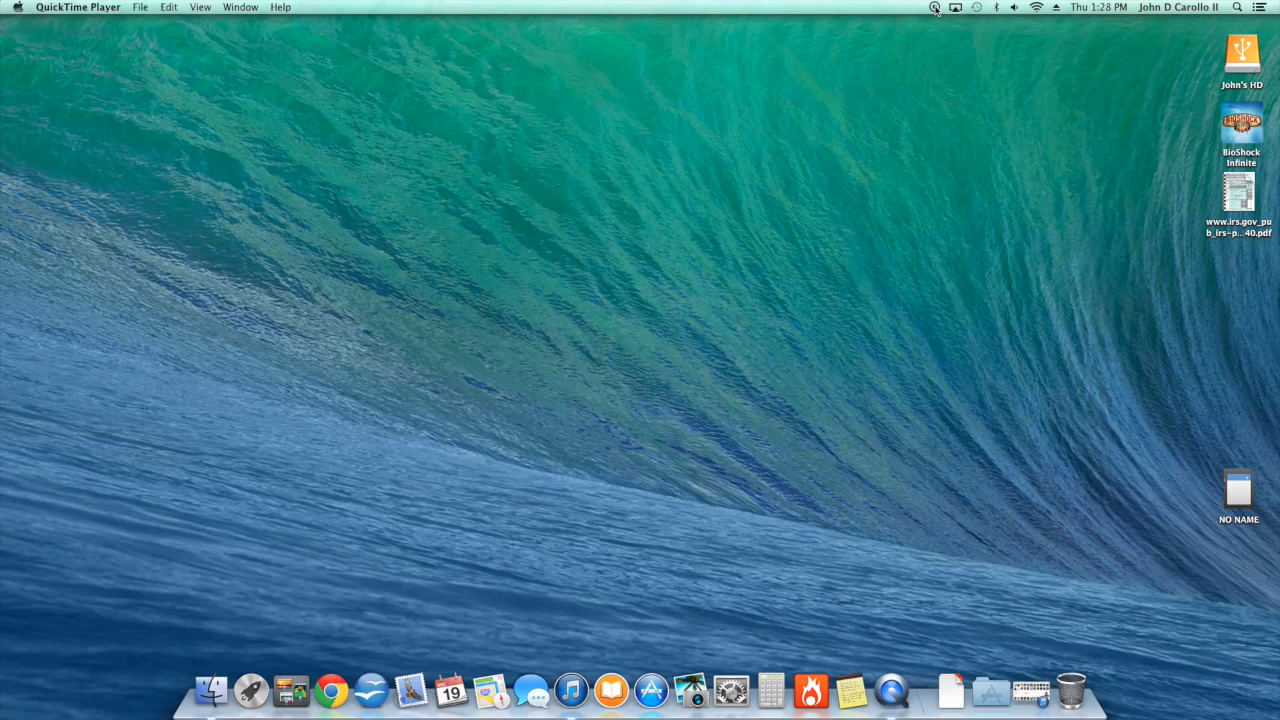 QuickTime Player File Edit View Window Help Thu 1:28 PM John D Carollo II
John's HD
BIOSHOCK
BioShock
Infinite
www.irs.gov_pu
b_irs-p...40.pdf
NO NAME
19